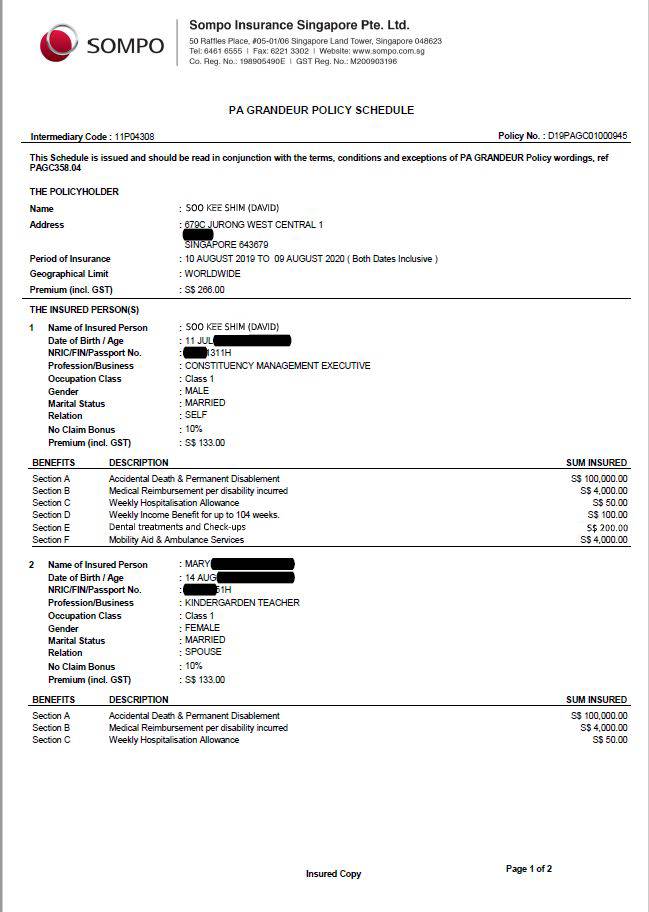 SOMPO
Sompo Insurance Singapore Pte. Ltd.
50 Raffles Place, #05-01/06 Singapore Land Tower, Singapore 048623
Tel: 6461 6555 | Fax: 6221 3302 | Website: www.sompo.com.sg
Co. Reg. No.: 198905490E | GST Reg. No.: M200903196
PA GRANDEUR POLICY SCHEDULE
Intermediary Code : 11P04308 Policy No. : D19PAGC01000945
This Schedule is issued and should be read in conjunction with the terms, conditions and exceptions of PA GRANDEUR Policy wordings, ref
PAGC358.04
THE POLICYHOLDER
Name : SOO KEE SHIM (DAVID)
Address : 679C JURONG WEST CENTRAL 1
SINGAPORE 643679
Period of Insurance : 10 AUGUST 2019 TO 09 AUGUST 2020 ( Both Dates Inclusive )
Geographical Limit : WORLDWIDE
Premium (incl. GST) : S$ 266.00
THE INSURED PERSON(S)
1 Name of Insured Person : SOO KEE SHIM (DAVID)
Date of Birth / Age : 11 JUL
NRIC/FIN/Passport No. : 1311H
Profession/Business : CONSTITUENCY MANAGEMENT EXECUTIVE
Occupation Class : Class 1
Gender : MALE
Marital Status : MARRIED
Relation : SELF
No Claim Bonus : 10%
Premium (incl. GST) : S$ 133.00
BENEFITS DESCRIPTION SUM INSURED
Section A Accidental Death & Permanent Disablement S$ 100,000.00
Section B Medical Reimbursement per disability incurred S$ 4,000.00
Section C Weekly Hospitalisation Allowance S$ 50.00
Section D Weekly Income Benefit for up to 104 weeks. S$ 100.00
Section E Dental treatments and Check-ups S$ 200.00
Section F Mobility Aid & Ambulance Services S$ 4,000.00
2 Name of Insured Person : MARY
Date of Birth / Age : 14 AUG
NRIC/FIN/Passport No. : 61H
Profession/Business : KINDERGARDEN TEACHER
Occupation Class : Class 1
Gender : FEMALE
Marital Status : MARRIED
Relation : SPOUSE
No Claim Bonus : 10%
Premium (incl. GST) : S$ 133.00
BENEFITS DESCRIPTION SUM INSURED
Section A Accidental Death & Permanent Disablement S$ 100,000.00
Section B Medical Reimbursement per disability incurred S$ 4,000.00
Section C Weekly Hospitalisation Allowance S$ 50.00
Page 1 of 2
Insured Copy